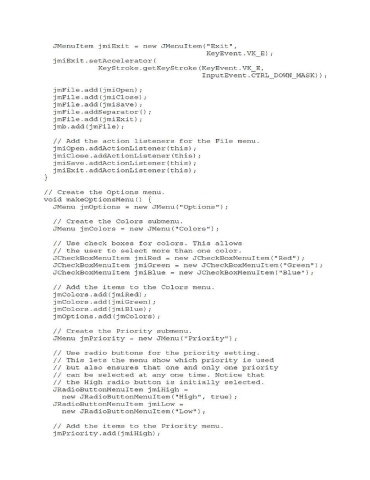 JMenuItem jmiExit = new JMenuItem("Exit",
KeyEvent.VK_E);
jmiExit.setAccelerator(
KeyStroke.getKeyStroke(KeyEvent.VK_E,
InputEvent.CTRL_DOWN_MASK));
jmFile.add(jmiOpen);
jmFile.add(jmiClose);
jmFile.add(jmiSave);
jmFile.addSeparator();
jmFile.add(jmiExit);
jmb.add(jmFile);
// Add the action listeners for the File menu.
jmiOpen.addActionListener(this);
jmiClose.addActionListener(this);
jmiSave.addActionListener(this);
jmiExit.addActionListener(this);
}
// Create the Options menu.
void makeOptionsMenu() {
JMenu jmOptions = new JMenu("Options");
// Create the Colors submenu.
JMenu jmColors = new JMenu("Colors");
// Use check boxes for colors. This allows
// the user to select more than one color.
JCheckBoxMenuItem jmiRed = new JCheckBoxMenuItem("Red");
JCheckBoxMenuItem jmiGreen = new JCheckBoxMenuItem("Green");
JCheckBoxMenuItem jmiBlue = new JCheckBoxMenuItem("Blue");
// Add the items to the Colors menu.
jmColors.add(jmiRed);
jmColors.add(jmiGreen);
jmColors.add(jmiBlue);
jmOptions.add(jmColors);
// Create the Priority submenu.
JMenu jmPriority = new JMenu("Priority");
// Use radio buttons for the priority setting.
// This lets the menu show which priority is used
// but also ensures that one and only one priority
// can be selected at any one time. Notice that
// the High radio button is initially selected.
JRadioButtonMenuItem jmiHigh =
new JRadioButtonMenuItem("High", true);
JRadioButtonMenuItem jmiLow =
new JRadioButtonMenuItem("Low");
// Add the items to the Priority menu.
jmPriority.add(jmiHigh);